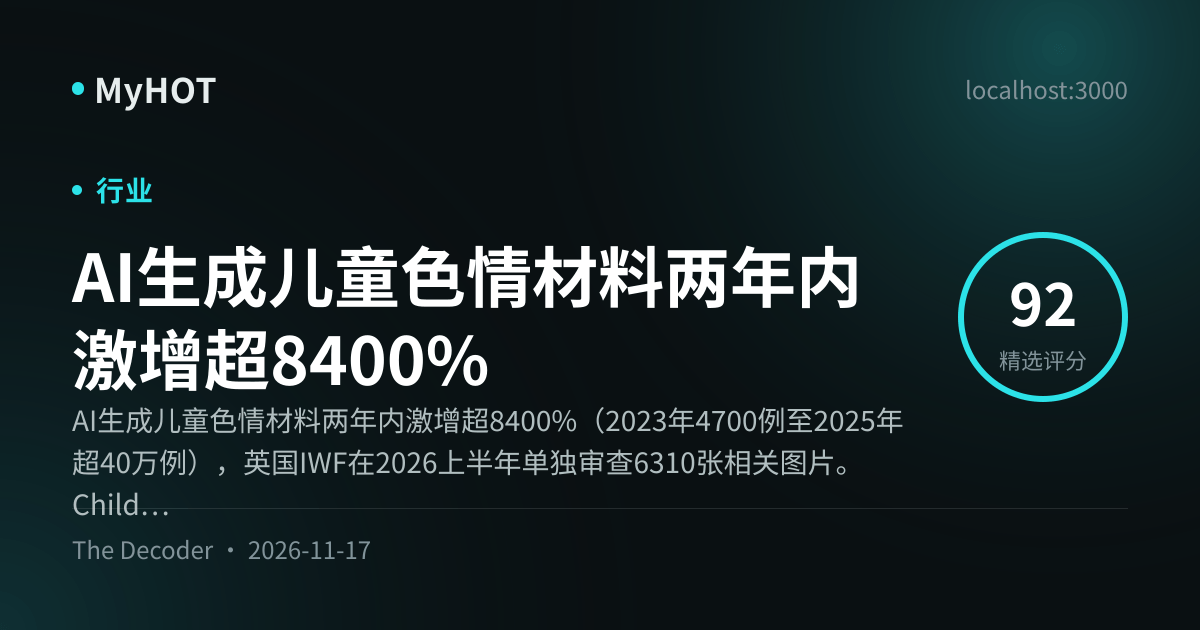 MyHOT
localhost:3000
行业
AI生成儿童色情材料两年内
激增超8400%
92
精选评分
AI生成儿童色情材料两年内激增超8400%（2023年4700例至2025年
超40万例），英国IWF在2026上半年单独审查6310张相关图片。
Child…
The Decoder • 2026-11-17